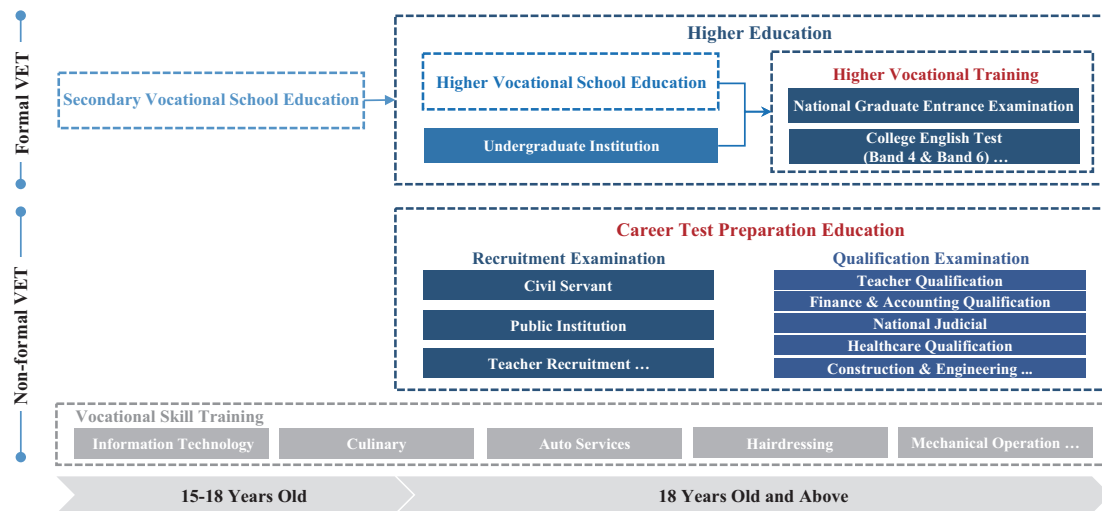 Formal VET
Higher Education
Secondary Vocational School Education
Higher Vocational School Education
Undergraduate Institution
Higher Vocational Training
National Graduate Entrance Examination
College English Test
(Band 4 & Band 6) …
Non-formal VET
Career Test Preparation Education
Recruitment Examination
Civil Servant
Public Institution
Teacher Recruitment …
Qualification Examination
Teacher Qualification
Finance & Accounting Qualification
National Judicial
Healthcare Qualification
Construction & Engineering ...
Vocational Skill Training
Information Technology
Culinary
Auto Services
Hairdressing
Mechanical Operation …
15-18 Years Old
18 Years Old and Above